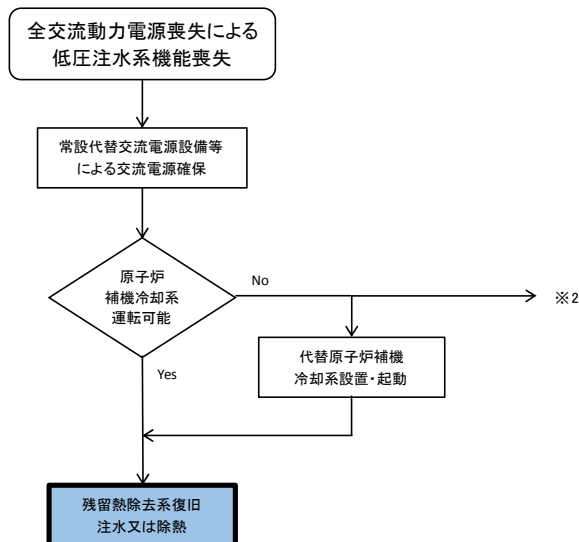 全交流動力電源喪失による
低圧注水系機能喪失
常設代替交流電源設備等
による交流電源確保
原子炉
補機冷却系
運転可能
No
※2
代替原子炉補機
冷却系設置・起動
Yes
残留熱除去系復旧
注水又は除熱